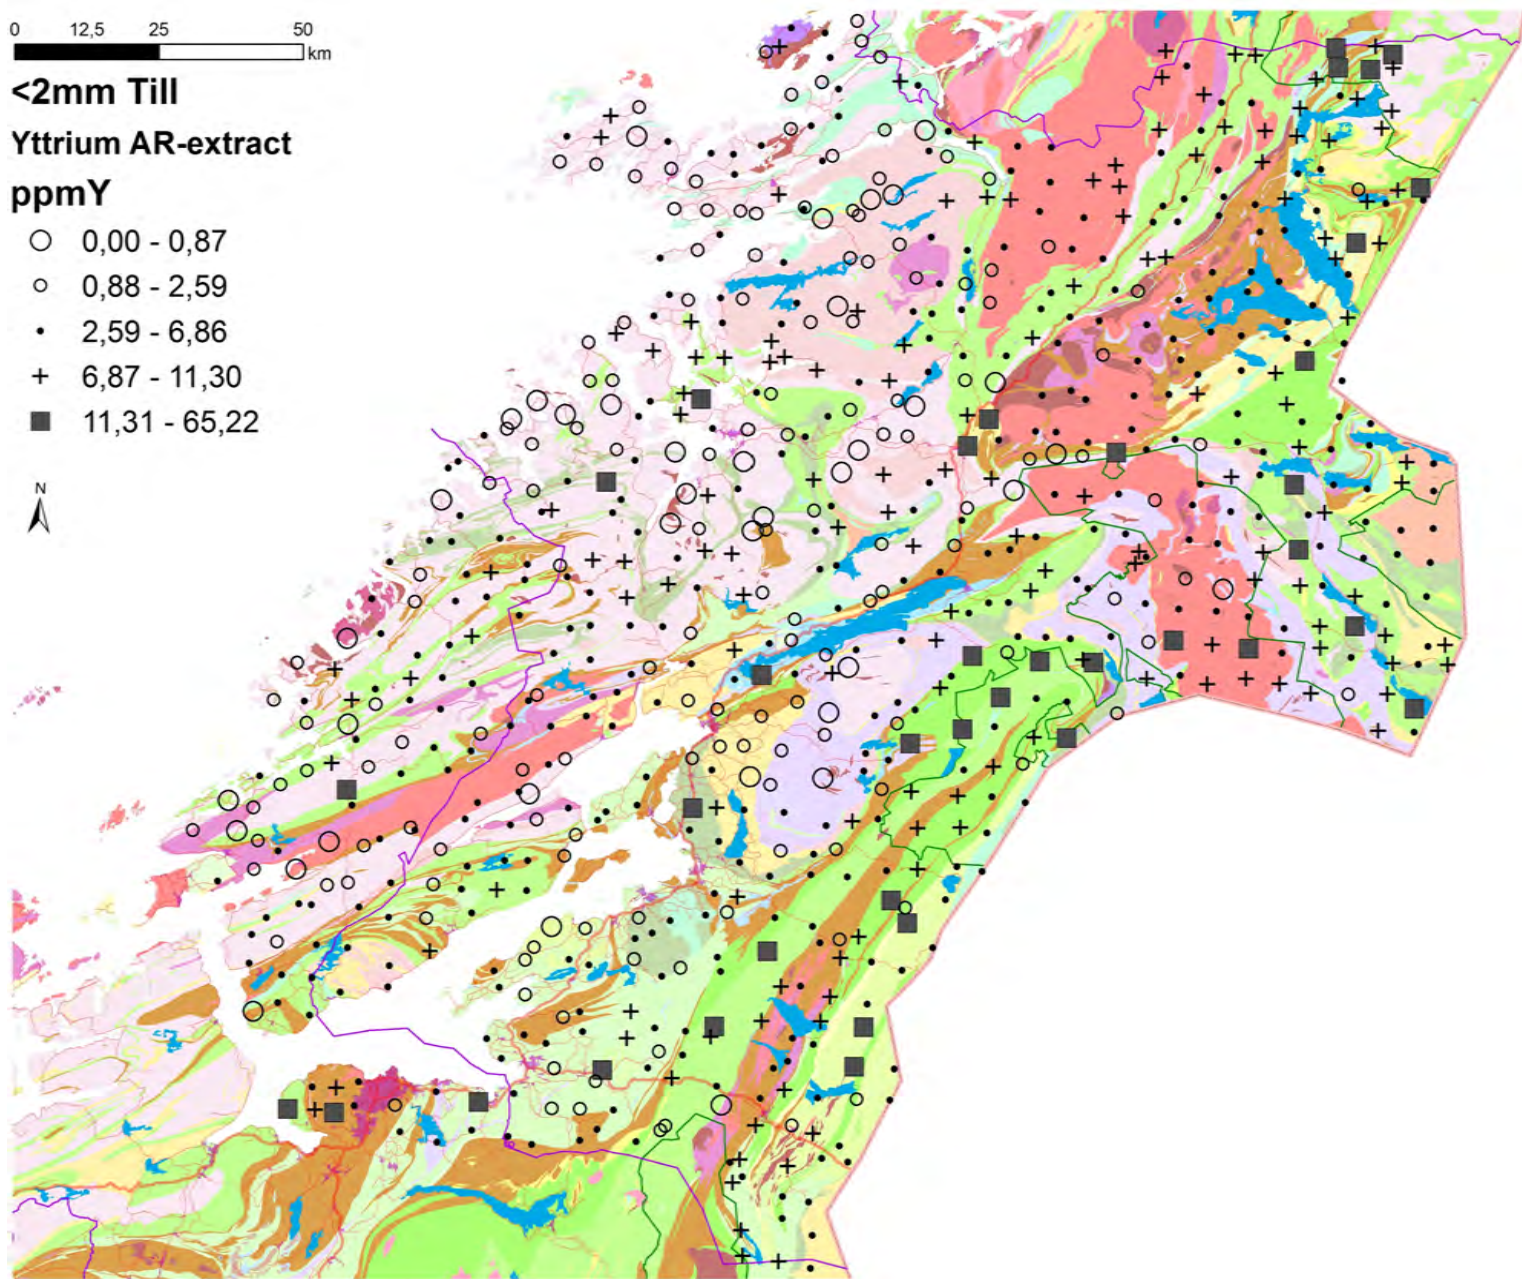 0 12,5 25 50
km
<2mm Till
Yttrium AR-extract
ppmY
0,00 - 0,87
0,88 - 2,59
2,59 - 6,86
6,87 - 11,30
11,31 - 65,22
N